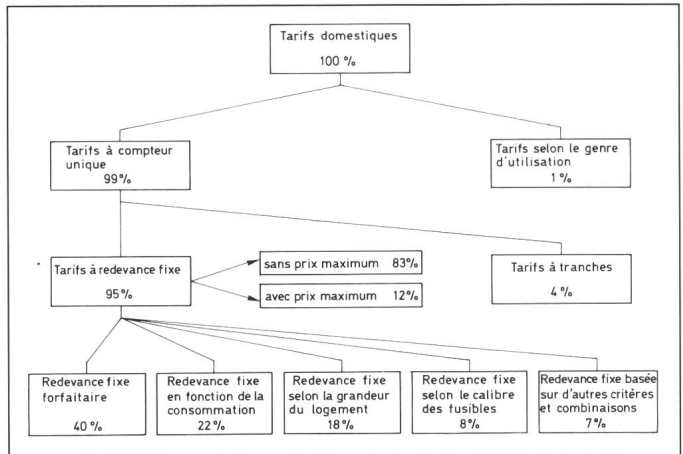 Tarifs domestiques
100 %
Tarifs à compteur
unique
99%
Tarifs selon le genre
d'utilisation
1 %
Tarifs à redevance fixe
95%
sans prix maximum 83%
avec prix maximum 12%
Tarifs à tranches
4 %
Redevance fixe
forfaitaire
40 %
Redevance fixe
en fonction de la
consommation
22 %
Redevance fixe
selon la grandeur
du logement
18 %
Redevance fixe
selon le calibre
des fusibles
8%
Redevance fixe basée
sur d'autres critères
et combinaisons
7 %